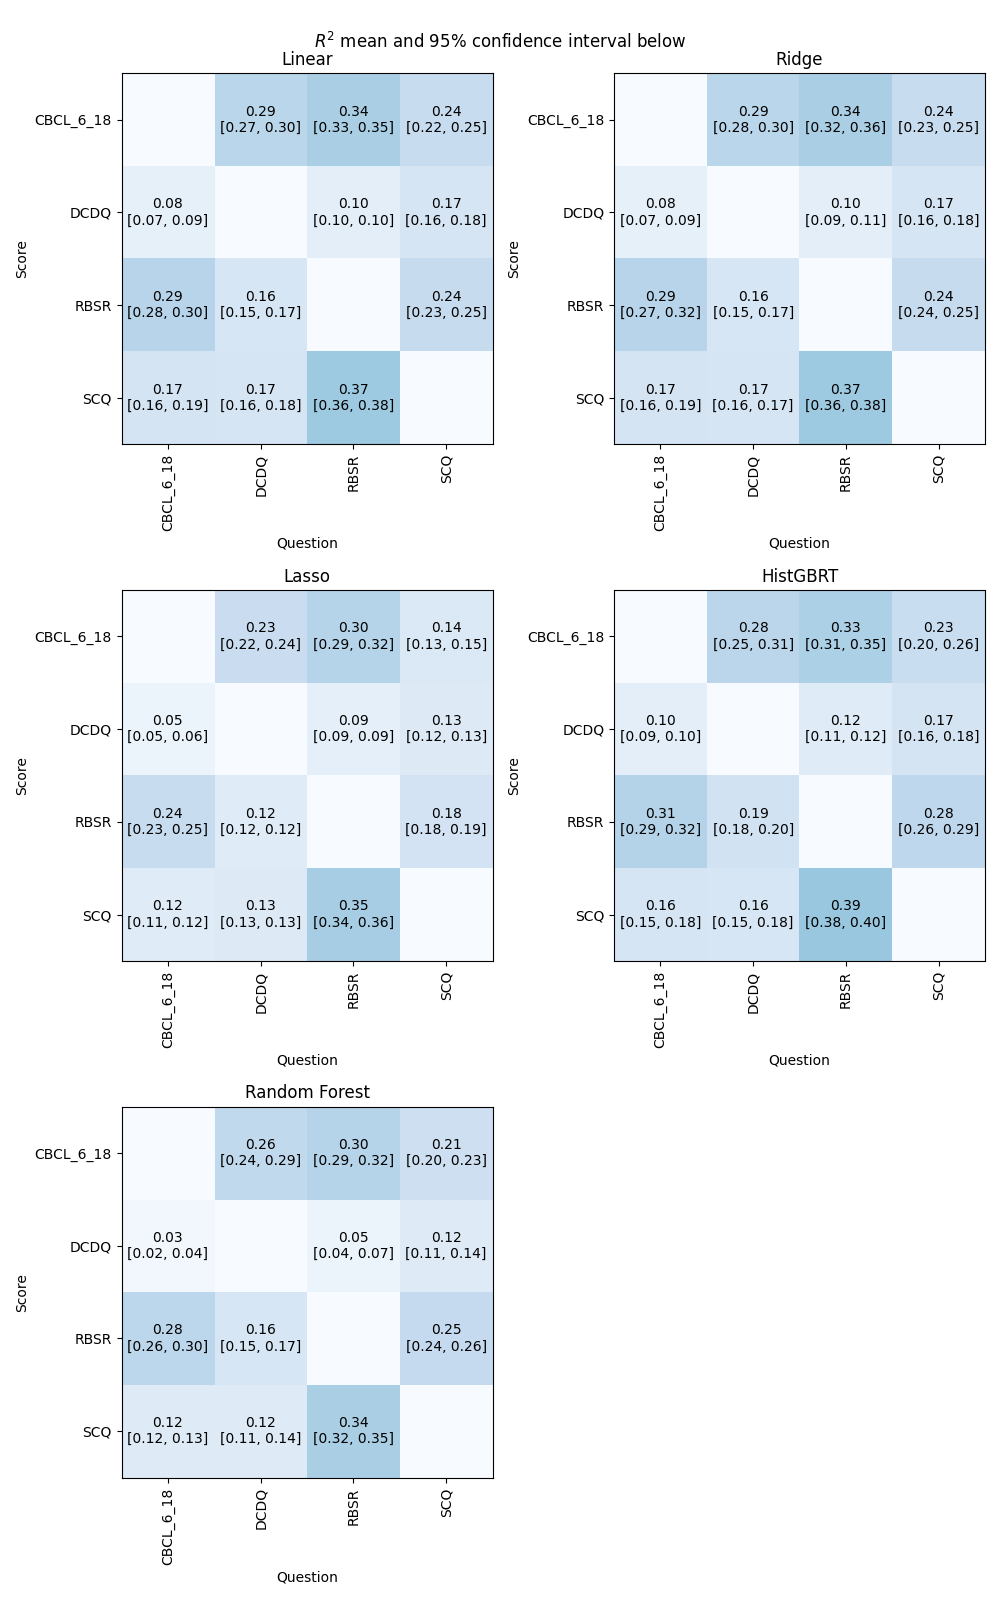 R² mean and 95% confidence interval below
Linear
CBCL_6_18
0.29
[0.27, 0.30]
0.34
[0.33, 0.35]
0.24
[0.22, 0.25]
DCDQ
0.08
[0.07, 0.09]
0.10
[0.10, 0.10]
0.17
[0.16, 0.18]
RBSR
0.29
[0.28, 0.30]
0.16
[0.15, 0.17]
0.24
[0.23, 0.25]
SCQ
0.17
[0.16, 0.19]
0.17
[0.16, 0.18]
0.37
[0.36, 0.38]
Score
CBCL_6_18
DCDQ
RBSR
SCQ
Question
Ridge
CBCL_6_18
0.29
[0.28, 0.30]
0.34
[0.32, 0.36]
0.24
[0.23, 0.25]
DCDQ
0.08
[0.07, 0.09]
0.10
[0.09, 0.11]
0.17
[0.16, 0.18]
RBSR
0.29
[0.27, 0.32]
0.16
[0.15, 0.17]
0.24
[0.24, 0.25]
SCQ
0.17
[0.16, 0.19]
0.17
[0.16, 0.17]
0.37
[0.36, 0.38]
Score
CBCL_6_18
DCDQ
RBSR
SCQ
Question
Lasso
CBCL_6_18
0.23
[0.22, 0.24]
0.30
[0.29, 0.32]
0.14
[0.13, 0.15]
DCDQ
0.05
[0.05, 0.06]
0.09
[0.09, 0.09]
0.13
[0.12, 0.13]
RBSR
0.24
[0.23, 0.25]
0.12
[0.12, 0.12]
0.18
[0.18, 0.19]
SCQ
0.12
[0.11, 0.12]
0.13
[0.13, 0.13]
0.35
[0.34, 0.36]
Score
CBCL_6_18
DCDQ
RBSR
SCQ
Question
HistGBRT
CBCL_6_18
0.28
[0.25, 0.31]
0.33
[0.31, 0.35]
0.23
[0.20, 0.26]
DCDQ
0.10
[0.09, 0.10]
0.12
[0.11, 0.12]
0.17
[0.16, 0.18]
RBSR
0.31
[0.29, 0.32]
0.19
[0.18, 0.20]
0.28
[0.26, 0.29]
SCQ
0.16
[0.15, 0.18]
0.16
[0.15, 0.18]
0.39
[0.38, 0.40]
Score
CBCL_6_18
DCDQ
RBSR
SCQ
Question
Random Forest
CBCL_6_18
0.26
[0.24, 0.29]
0.30
[0.29, 0.32]
0.21
[0.20, 0.23]
DCDQ
0.03
[0.02, 0.04]
0.05
[0.04, 0.07]
0.12
[0.11, 0.14]
RBSR
0.28
[0.26, 0.30]
0.16
[0.15, 0.17]
0.25
[0.24, 0.26]
SCQ
0.12
[0.12, 0.13]
0.12
[0.11, 0.14]
0.34
[0.32, 0.35]
Score
CBCL_6_18
DCDQ
RBSR
SCQ
Question